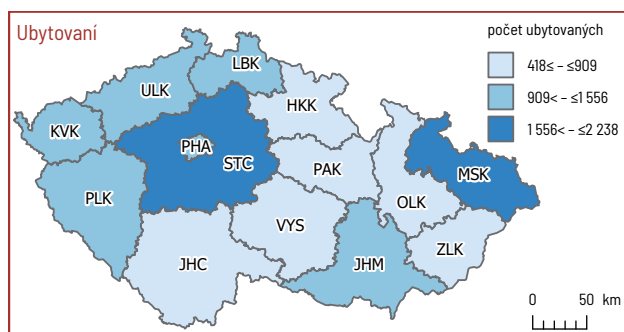 Ubytovaní
počet ubytovaných
418≤ – ≤909
909< – ≤1 556
1 556< – ≤2 238
LBK
ULK
HKK
KVK
PHA
STC
PAK
MSK
PLK
OLK
VYS
ZLK
JHC
JHM
0 50 km